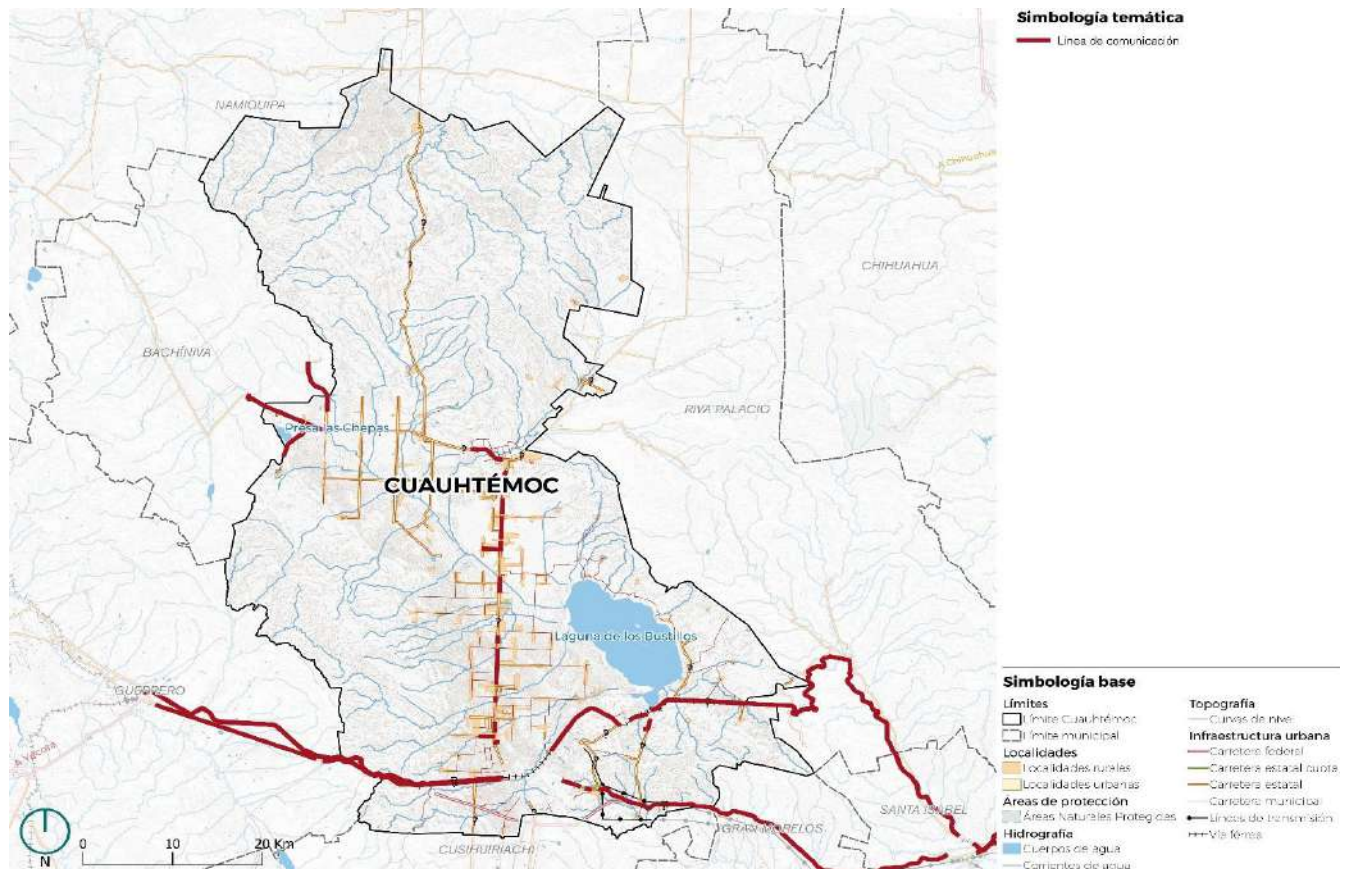 Simbología temática
Línea de comunicación
NAMIQUIPA
A Chihuahua
CHIHUAHUA
BACHÍNIVA
RIVA PALACIO
Presa las Chepas
CUAUHTÉMOC
Laguna de los Bustillos
GUERRERO
A Yécora
SANTA ISABEL
GRAN MORELOS
CUSIHUIRIACHI
N
0 10 20 Km
Simbología base
Límites
Límite Cuauhtémoc
Límite municipal
Localidades
Localidades rurales
Localidades urbanas
Áreas de protección
Áreas Naturales Protegidas
Hidrografía
Cuerpos de agua
Corrientes de agua
Topografía
Curvas de nivel
Infraestructura urbana
Carretera federal
Carretera estatal cuota
Carretera estatal
Carretera municipal
Líneas de transmisión
Vía férrea